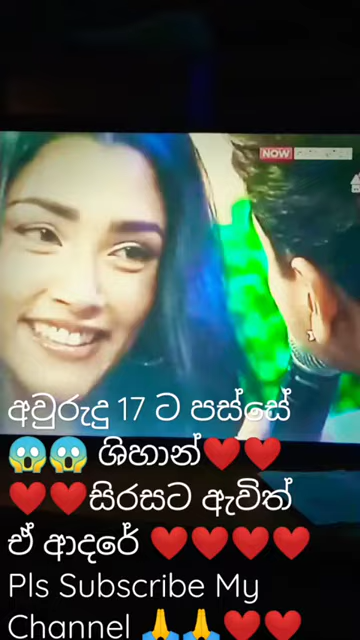 NOW
අවුරුදු 17 ට පස්සේ
😱😱 ශිහාන්❤️❤️
❤️❤️සිරසට ඇවිත්
ඒ ආදරේ ❤️❤️❤️❤️
Pls Subscribe My
Channel 🙏🙏❤️❤️